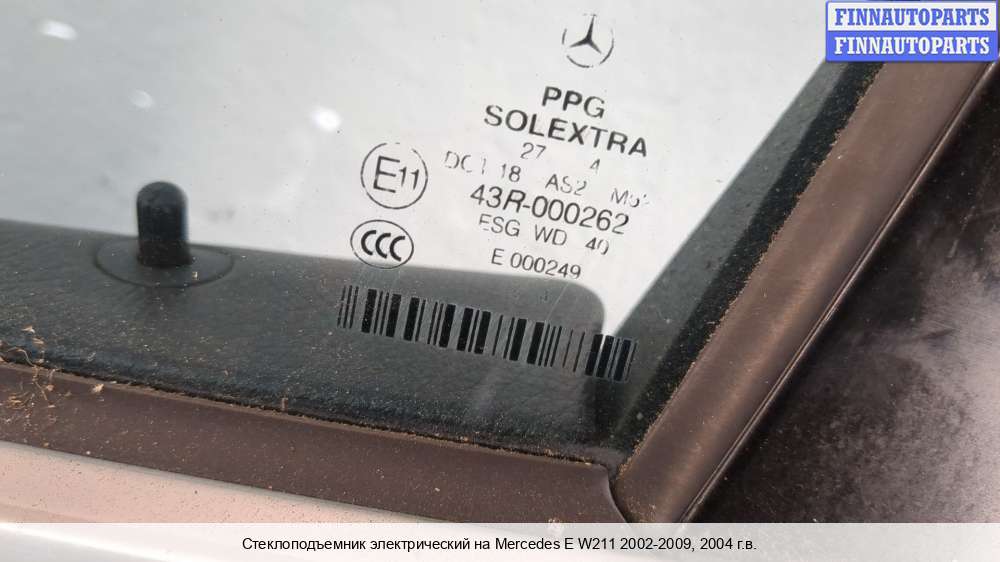 FINNAUTOPARTS
FINNAUTOPARTS
PPG
SOLEXTRA
27 4
18 AS2
E11
43R-000262
ESG WD 40
CCC
E 000249
Стеклоподъемник электрический на Mercedes E W211 2002-2009, 2004 г.в.